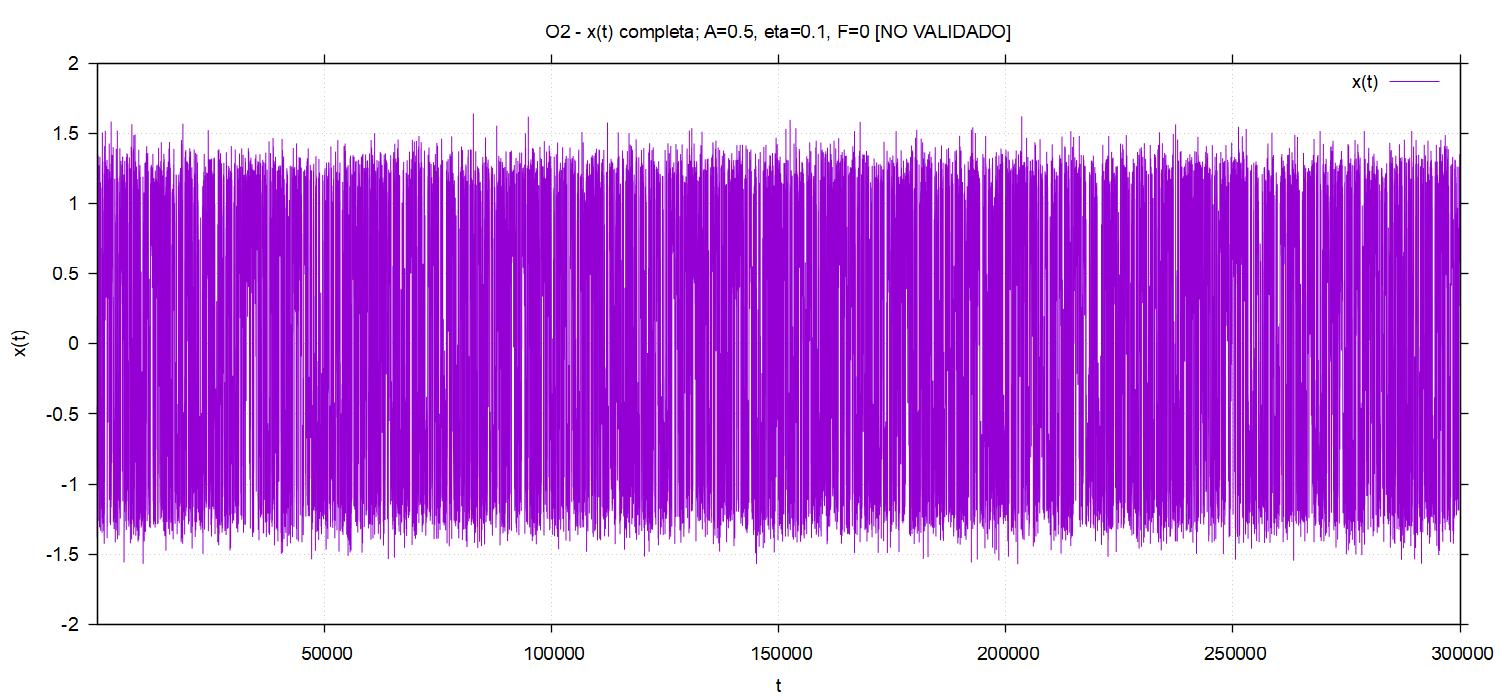 O2 - x(t) completa; A=0.5, eta=0.1, F=0 [NO VALIDADO]
x(t)
2
1.5
1
0.5
0
-0.5
-1
-1.5
-2
x(t)
50000 100000 150000 200000 250000 300000
t